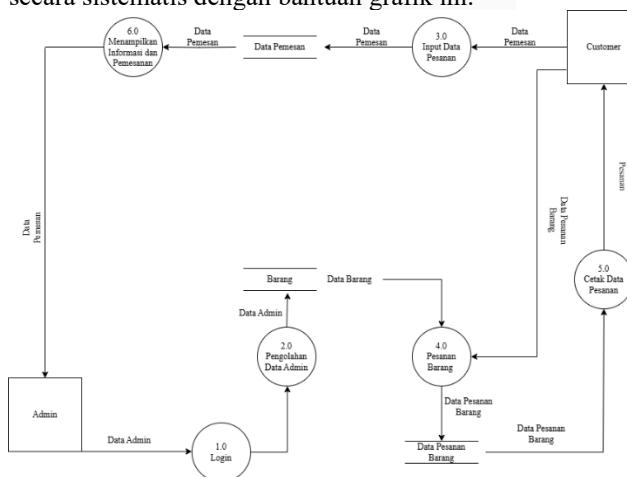 secara sistematis dengan bantuan grafik ini.
6.0
Menampilkan
Informasi dan
Pemesanan
Data
Pemesan
Data Pemesan
Data
Pemesan
3.0
Input Data
Pesanan
Data
Pemesan
Customer
Data
Pemesan
Data Pesanan
Barang
Pesanan
5.0
Cetak Data
Pesanan
Barang
Data Barang
Data Admin
2.0
Pengolahan
Data Admin
4.0
Pesanan
Barang
Admin
Data Admin
1.0
Login
Data Pesanan
Barang
Data Pesanan
Barang
Data Pesanan
Barang